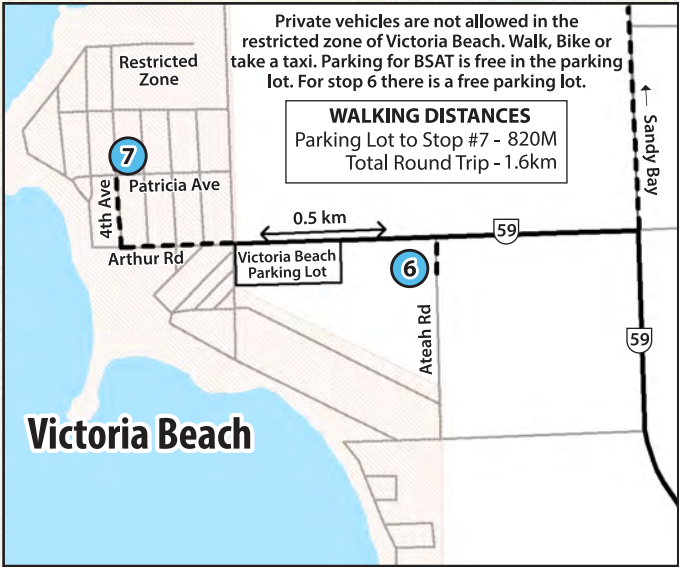 Private vehicles are not allowed in the
restricted zone of Victoria Beach. Walk, Bike or
take a taxi. Parking for BSAT is free in the parking
lot. For stop 6 there is a free parking lot.
WALKING DISTANCES
Parking Lot to Stop #7 - 820M
Total Round Trip - 1.6km
Restricted
Zone
Sandy Bay
7
4th Ave
Patricia Ave
0.5 km
59
Arthur Rd
Victoria Beach
Parking Lot
6
Ateah Rd
59
Victoria Beach